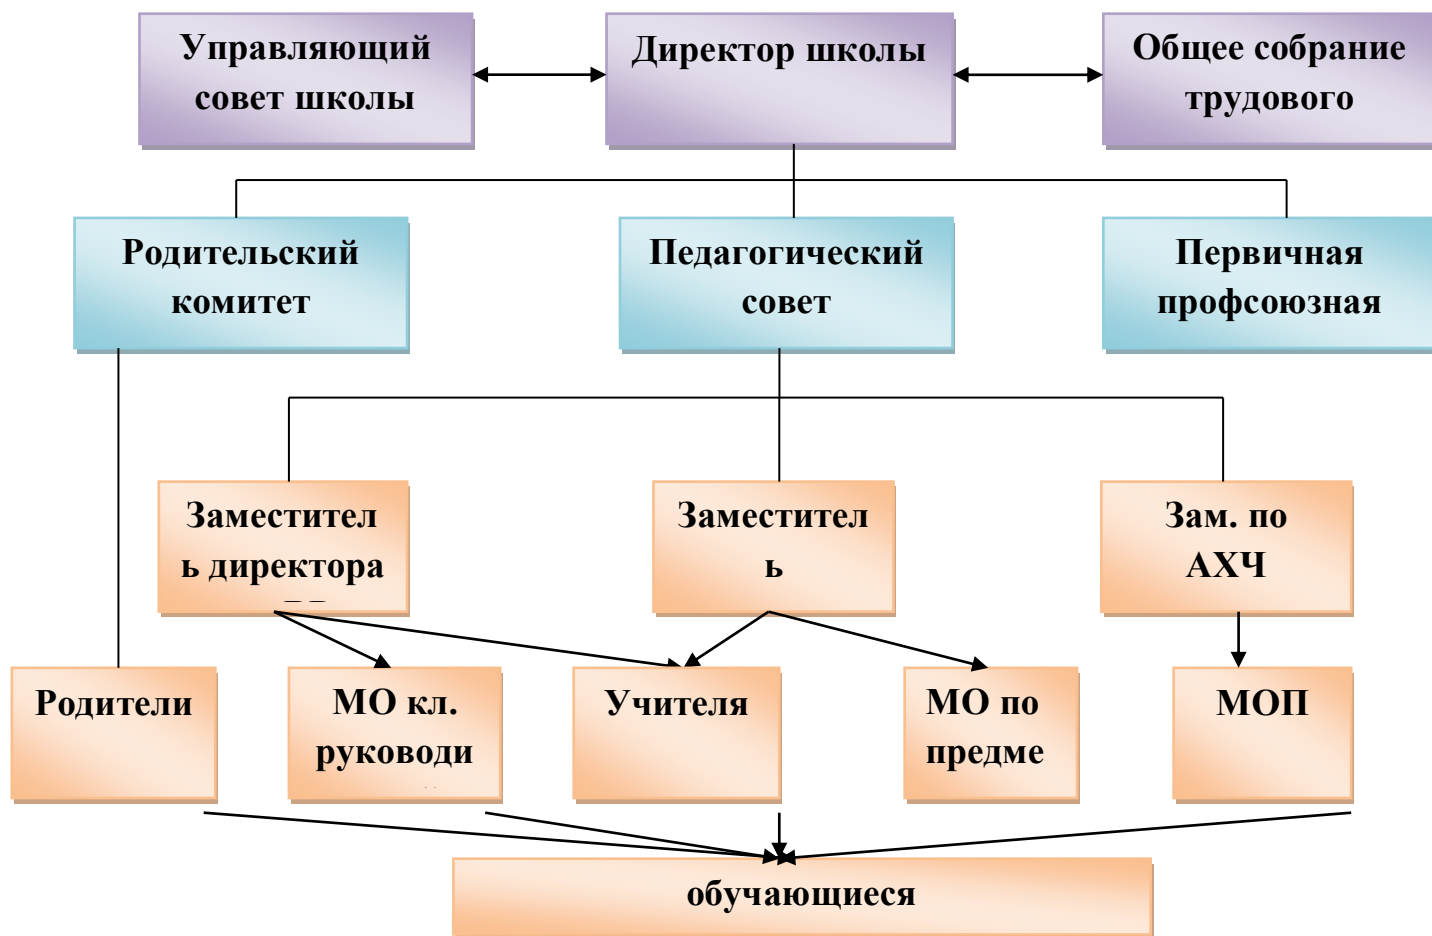 Управляющий
совет школы
Директор школы
Общее собрание
трудового
Родительский
комитет
Педагогический
совет
Первичная
профсоюзная
Заместител
ь директора
Заместител
ь
Зам. по
АХЧ
Родители
МО кл.
руководи
Учителя
МО по
предме
МОП
обучающиеся